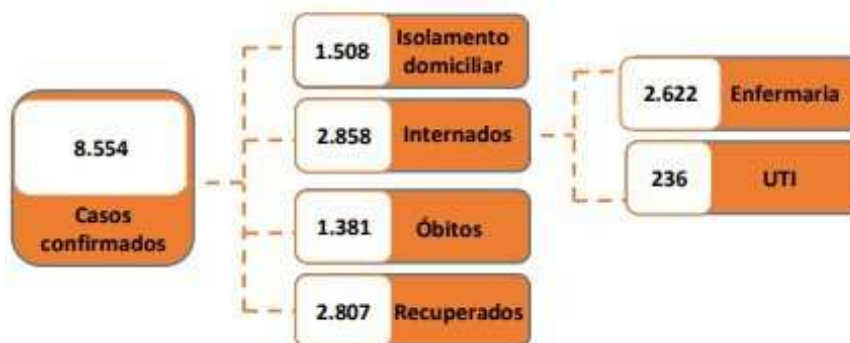 8.554
Casos
confirmados
1.508
Isolamento
domiciliar
2.858
Internados
1.381
Óbitos
2.807
Recuperados
2.622
Enfermaria
236
UTI